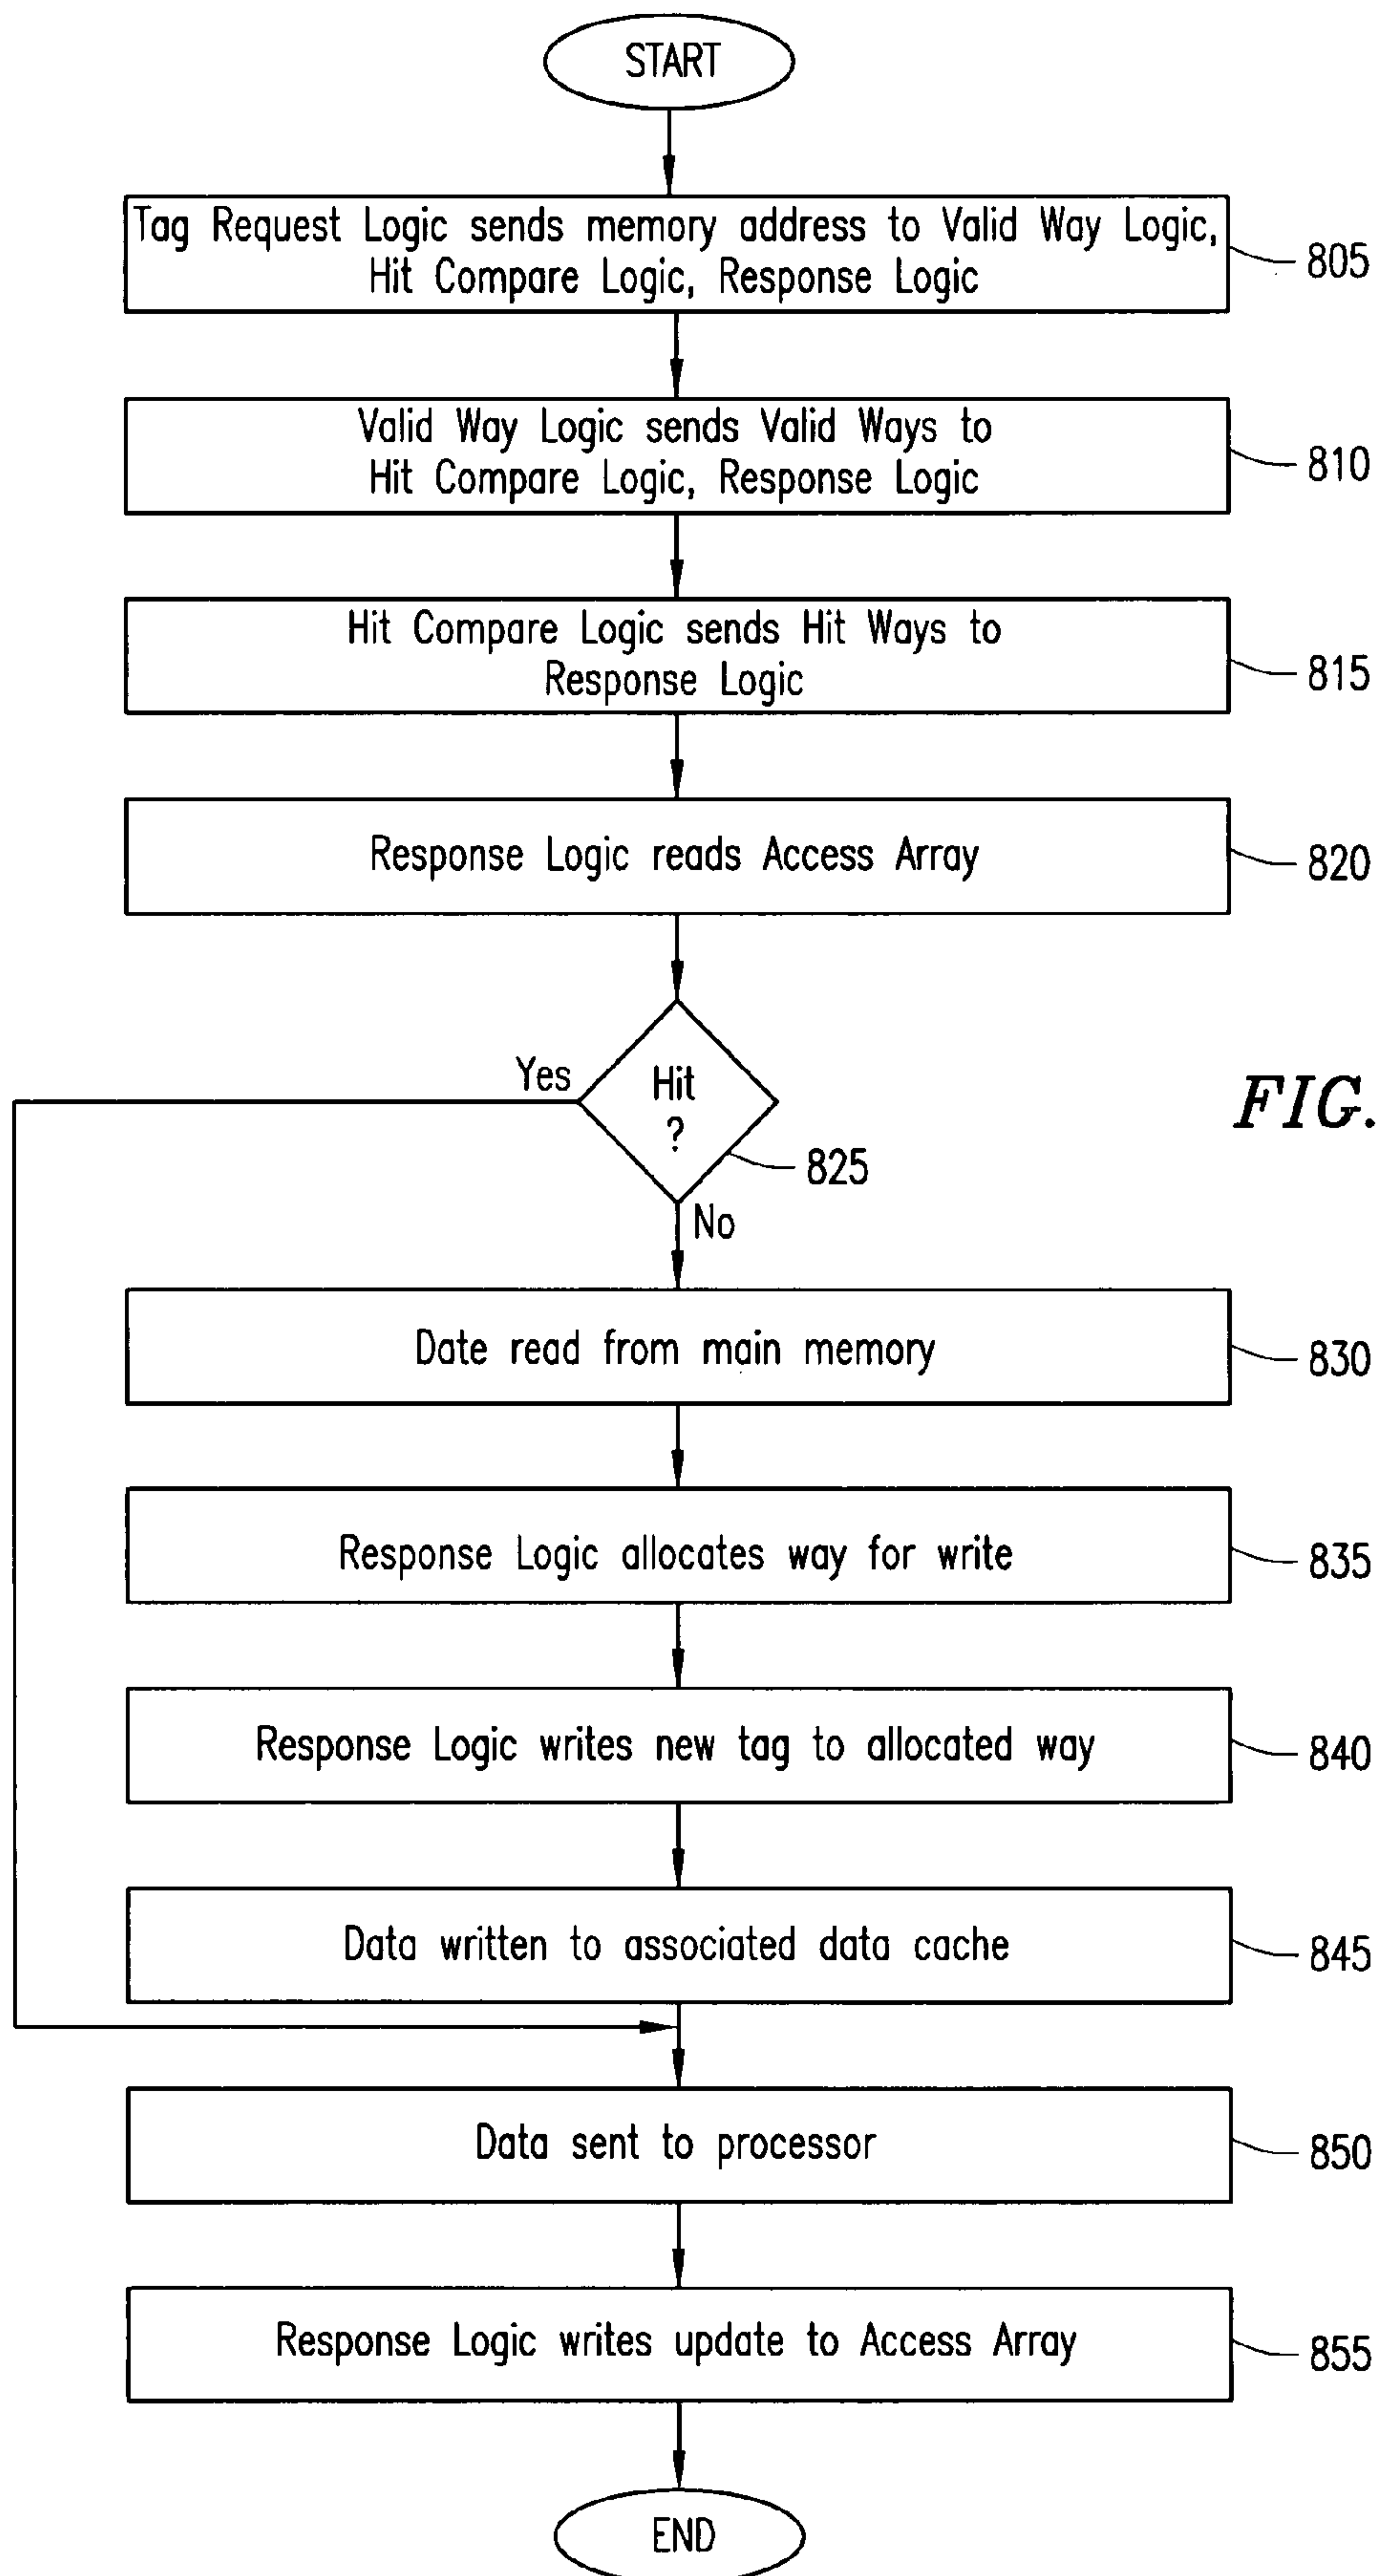 START
Tag Request Logic sends memory address to Valid Way Logic,
Hit Compare Logic, Response Logic
805
Valid Way Logic sends Valid Ways to
Hit Compare Logic, Response Logic
810
Hit Compare Logic sends Hit Ways to
Response Logic
815
Response Logic reads Access Array
820
Yes
Hit
?
FIG.
825
No
Date read from main memory
830
Response Logic allocates way for write
835
Response Logic writes new tag to allocated way
840
Data written to associated data cache
845
Data sent to processor
850
Response Logic writes update to Access Array
855
END